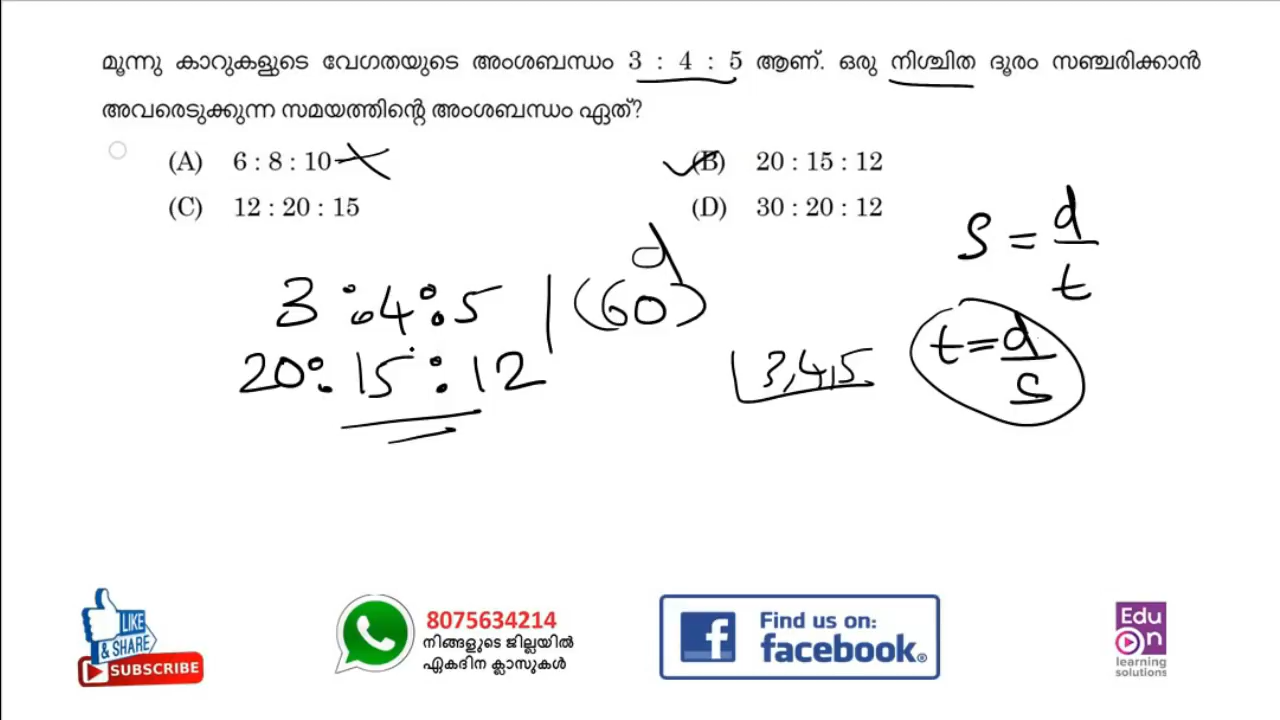 മൂന്നു കാറുകളുടെ വേഗതയുടെ അംശബന്ധം 3 : 4 : 5 ആണ്. ഒരു നിശ്ചിത ദൂരം സഞ്ചരിക്കാൻ
അവരെടുക്കുന്ന സമയത്തിന്റെ അംശബന്ധം ഏത്?
(A) 6 : 8 : 10
(B) 20 : 15 : 12
(C) 12 : 20 : 15
(D) 30 : 20 : 12
S = d/t
d
3 : 4 : 5 | (60)
20 : 15 : 12
3,4,5
t = d/s
LIKE
& SHARE
SUBSCRIBE
8075634214
നിങ്ങളുടെ ജില്ലയിൽ
ഏകദിന ക്ലാസുകൾ
Find us on:
facebook®
Edu
On
learning
solutions